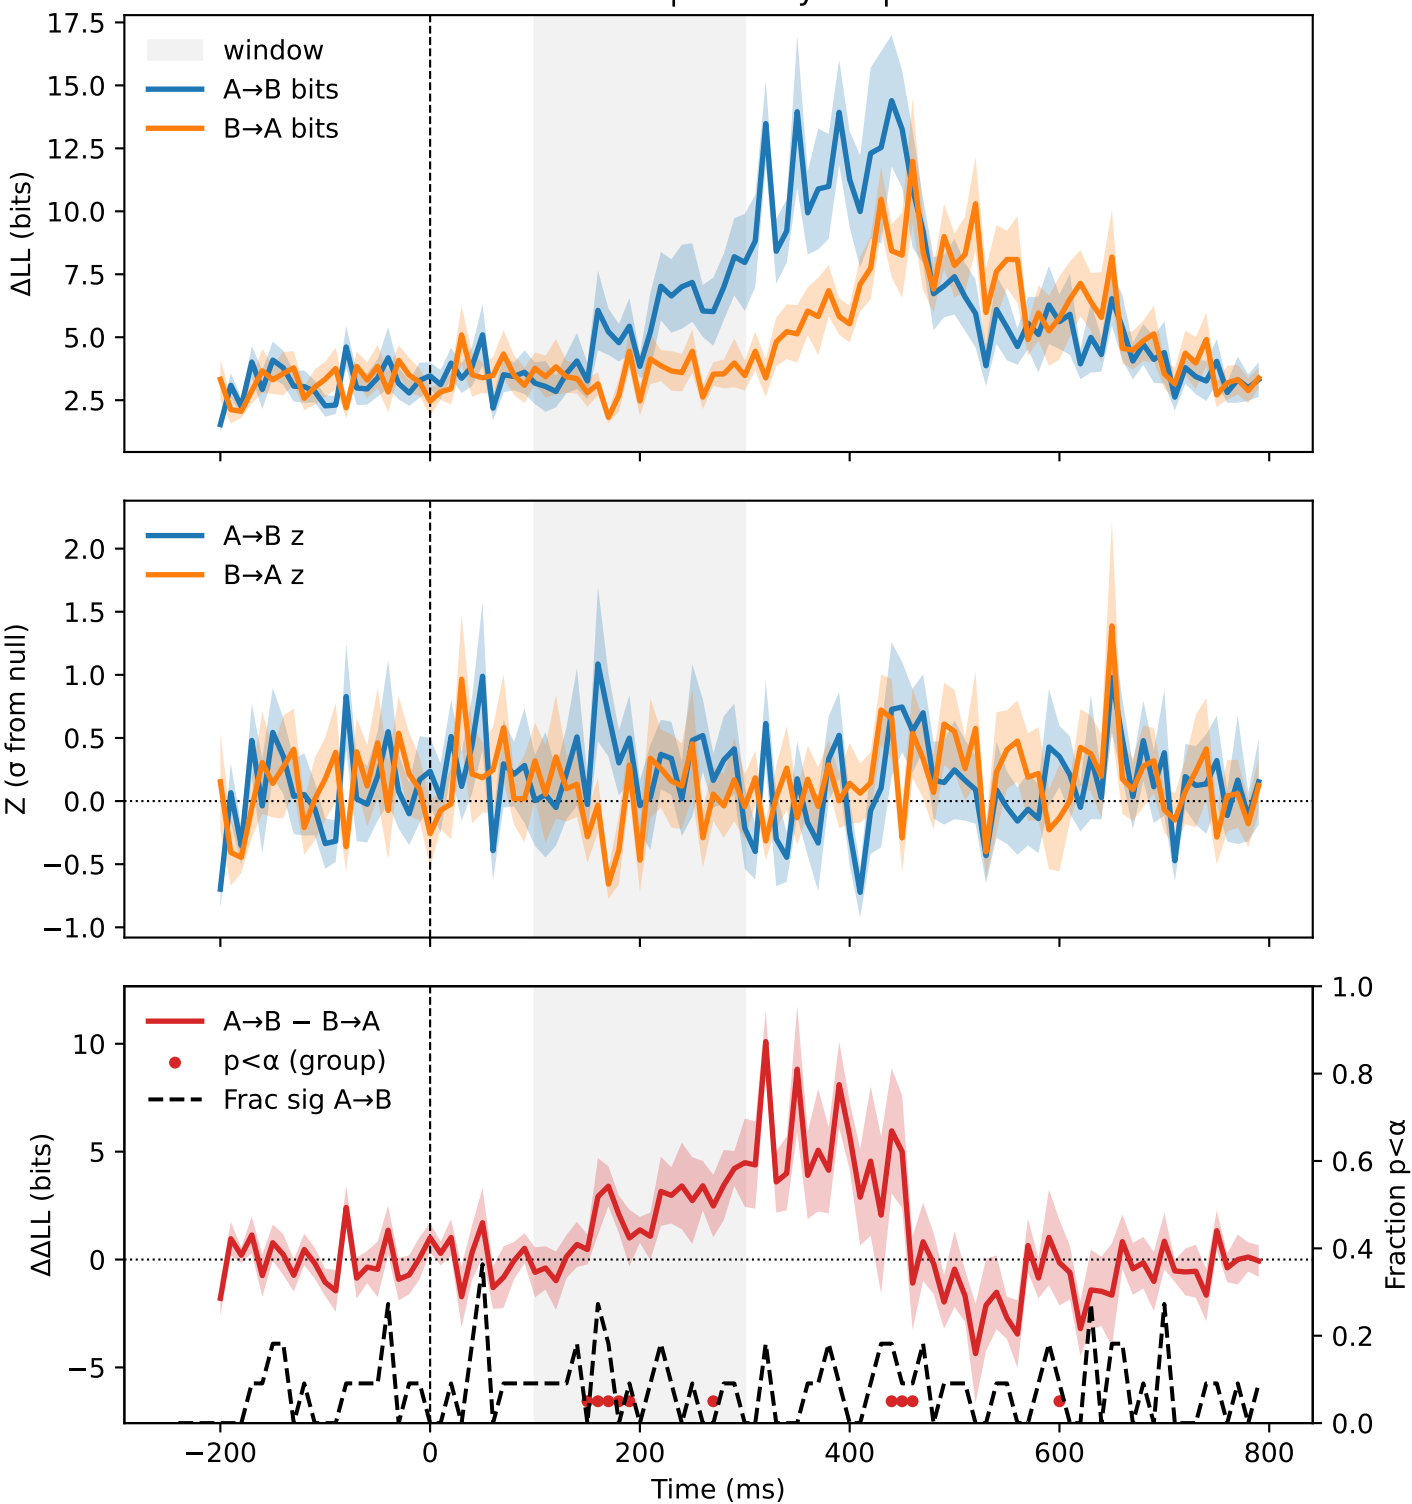 17.5
15.0
12.5
10.0
7.5
5.0
2.5
ΔLL (bits)
window
A→B bits
B→A bits
2.0
1.5
1.0
0.5
0.0
−0.5
−1.0
Z (σ from null)
A→B z
B→A z
10
5
0
−5
ΔΔLL (bits)
A→B − B→A
p<α (group)
Frac sig A→B
1.0
0.8
0.6
0.4
0.2
0.0
Fraction p<α
−200 0 200 400 600 800
Time (ms)